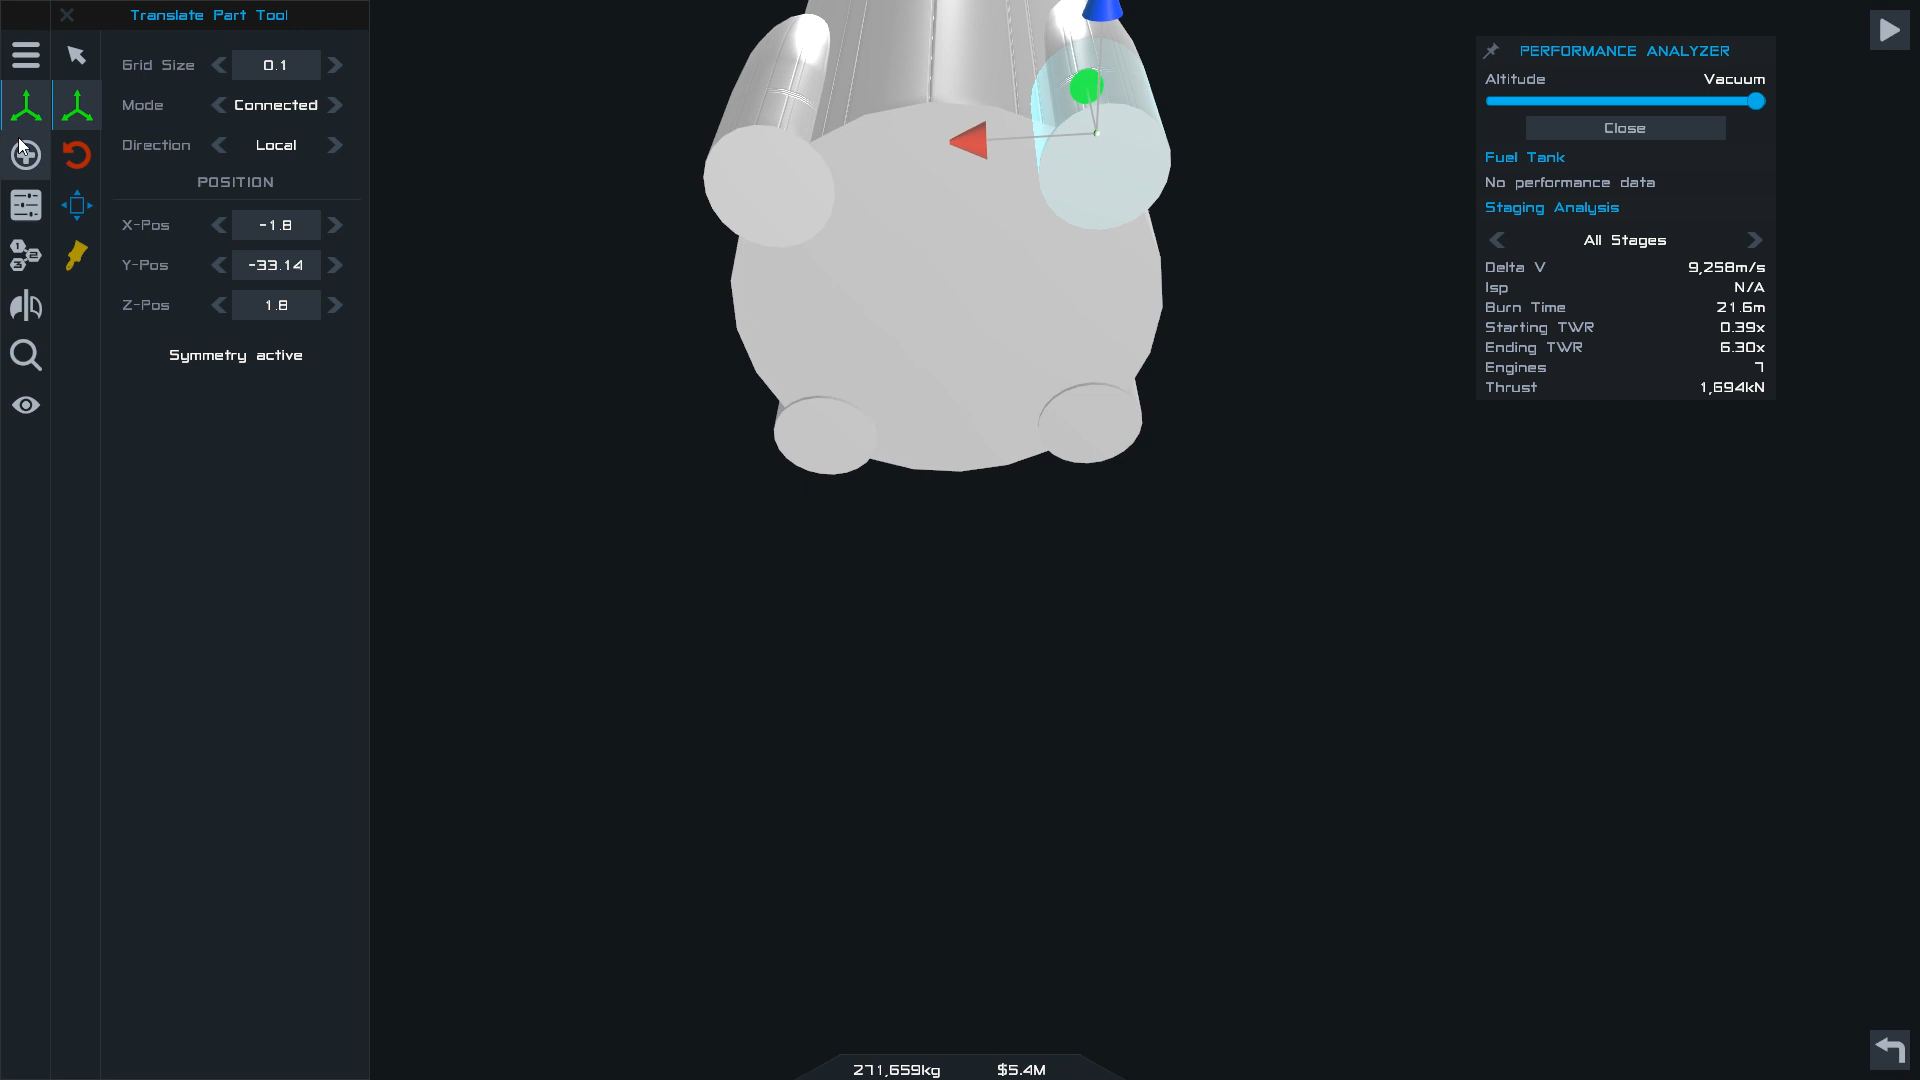 Translate Part Tool
Grid Size 0.1
Mode Connected
Direction Local
POSITION
X-Pos -1.8
Y-Pos -33.14
Z-Pos 1.8
Symmetry active
PERFORMANCE ANALYZER
Altitude Vacuum
Close
Fuel Tank
No performance data
Staging Analysis
All Stages
Delta V 9,258m/s
Isp N/A
Burn Time 21.6m
Starting TWR 0.39x
Ending TWR 6.30x
Engines 7
Thrust 1,694kN
271,659kg $5.4M